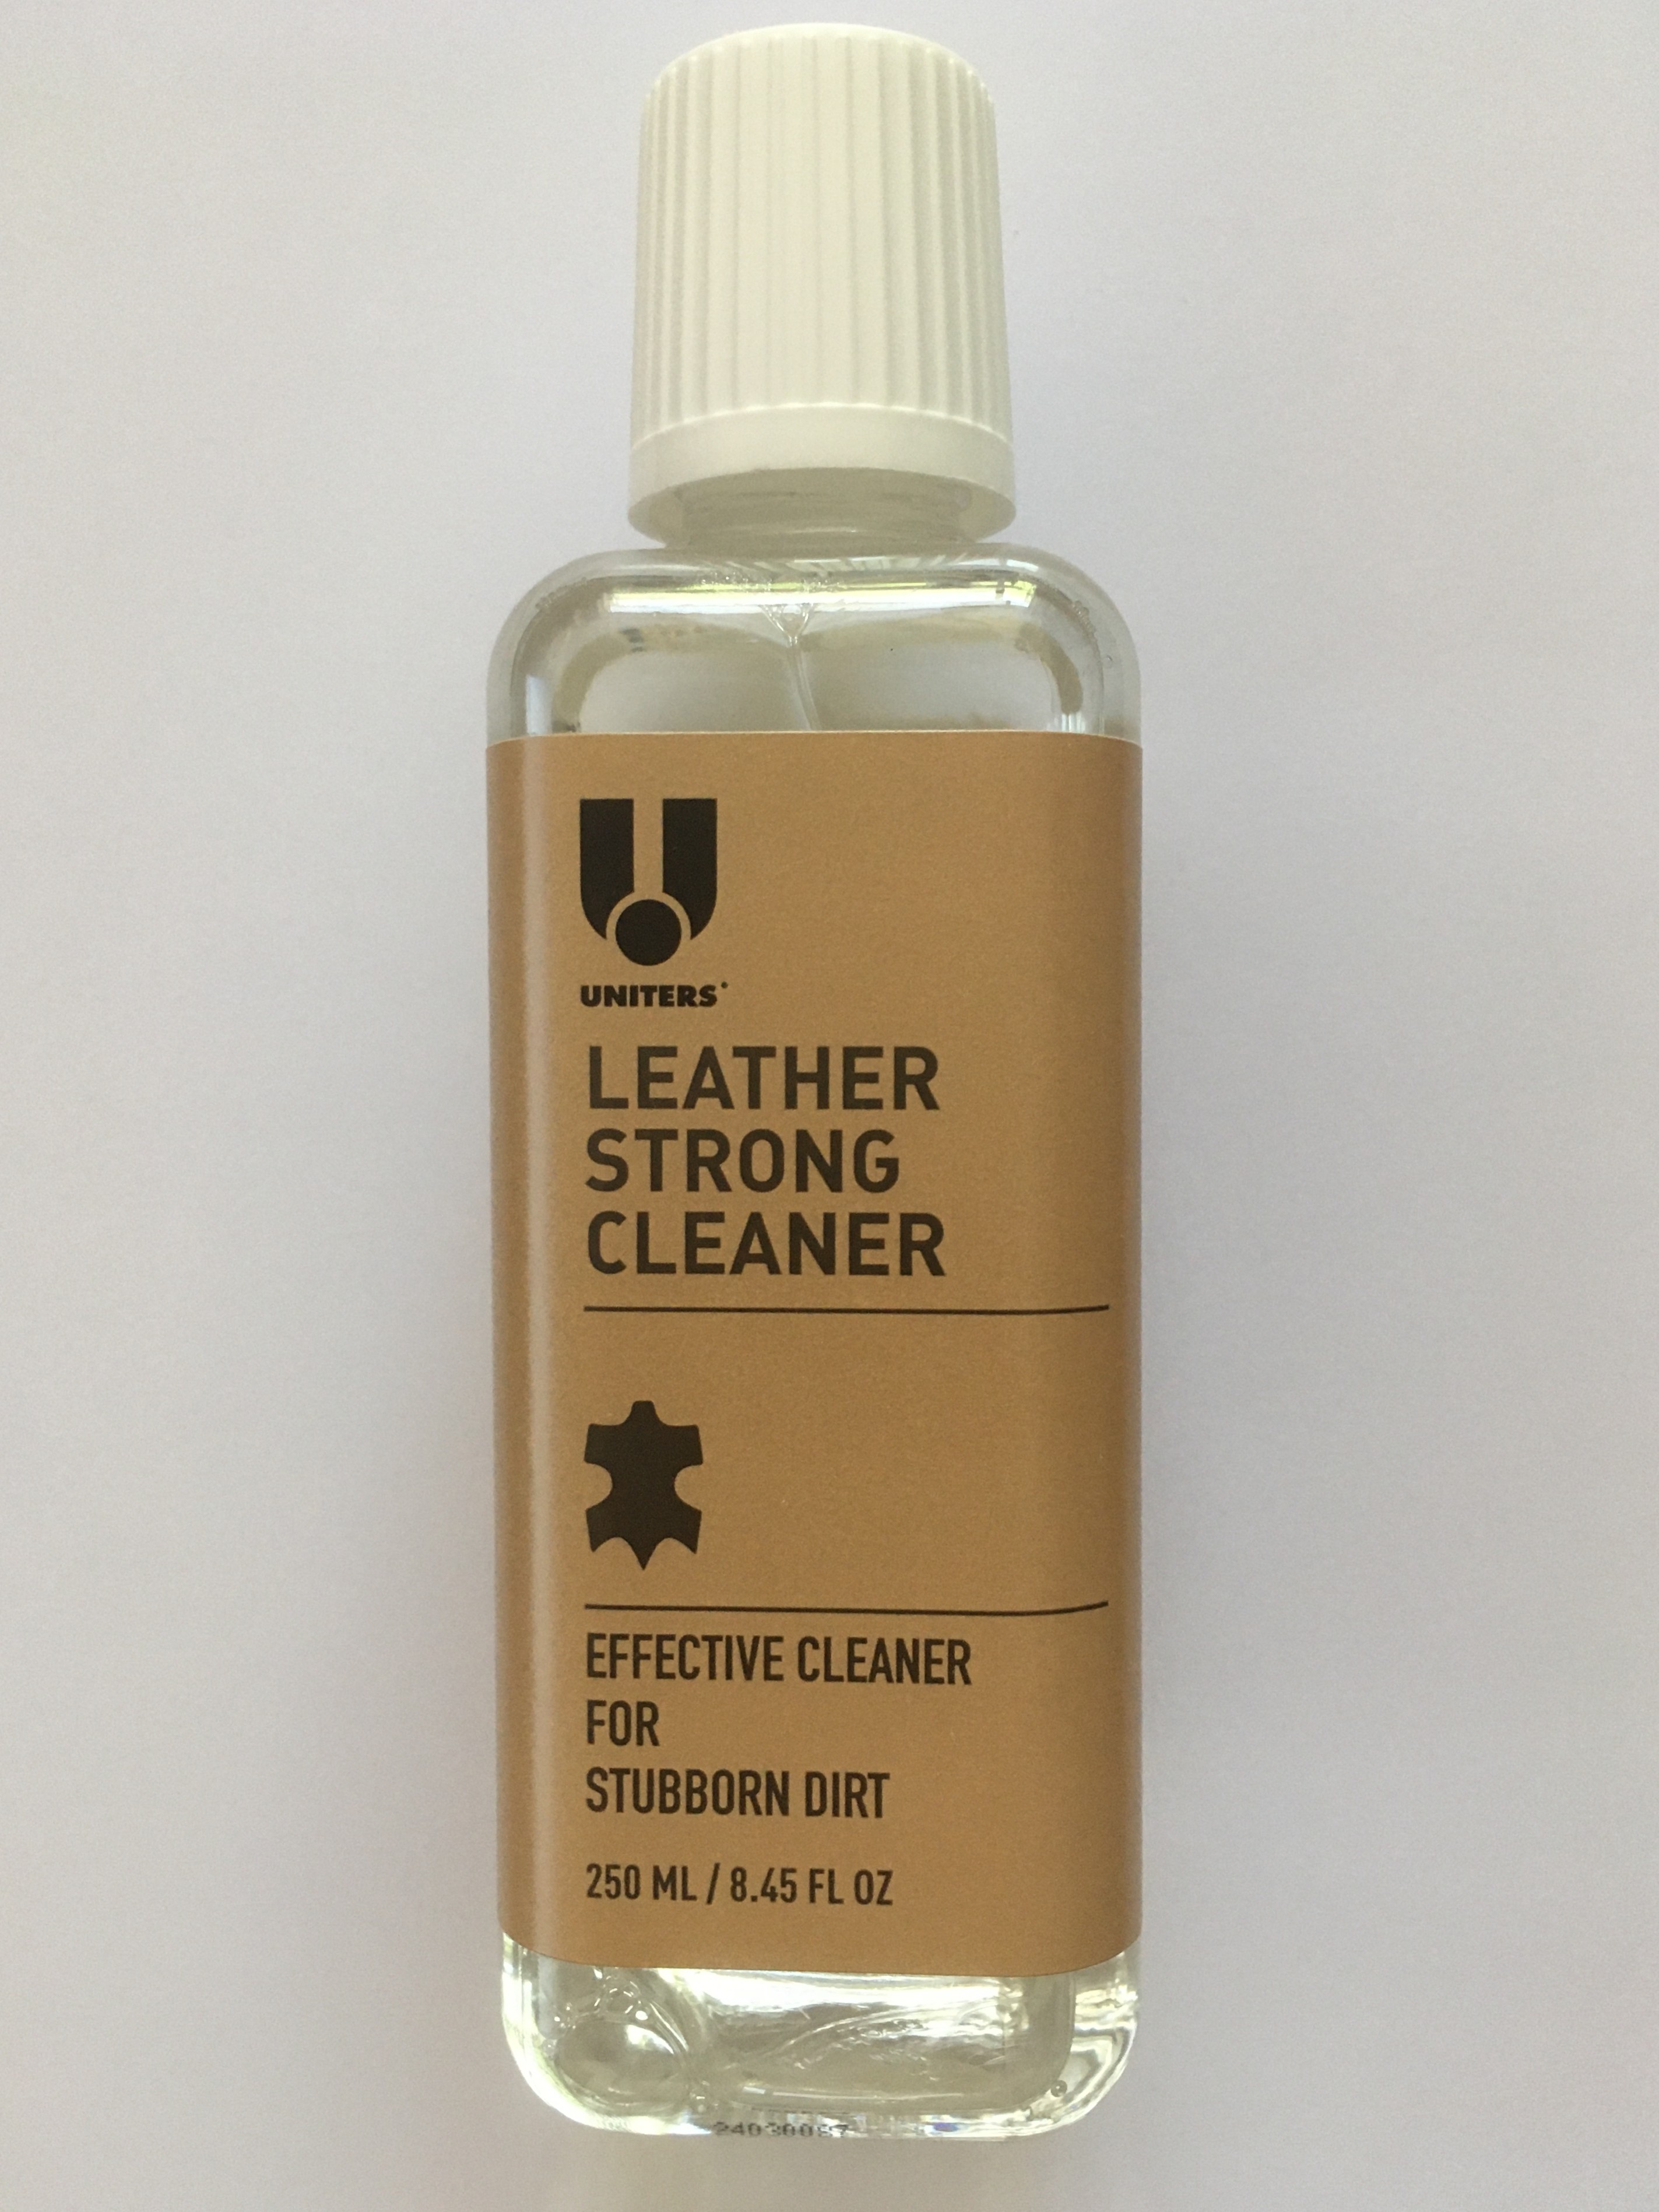 UNITERS
LEATHER
STRONG
CLEANER
EFFECTIVE CLEANER
FOR
STUBBORN DIRT
250 ML / 8.45 FL OZ